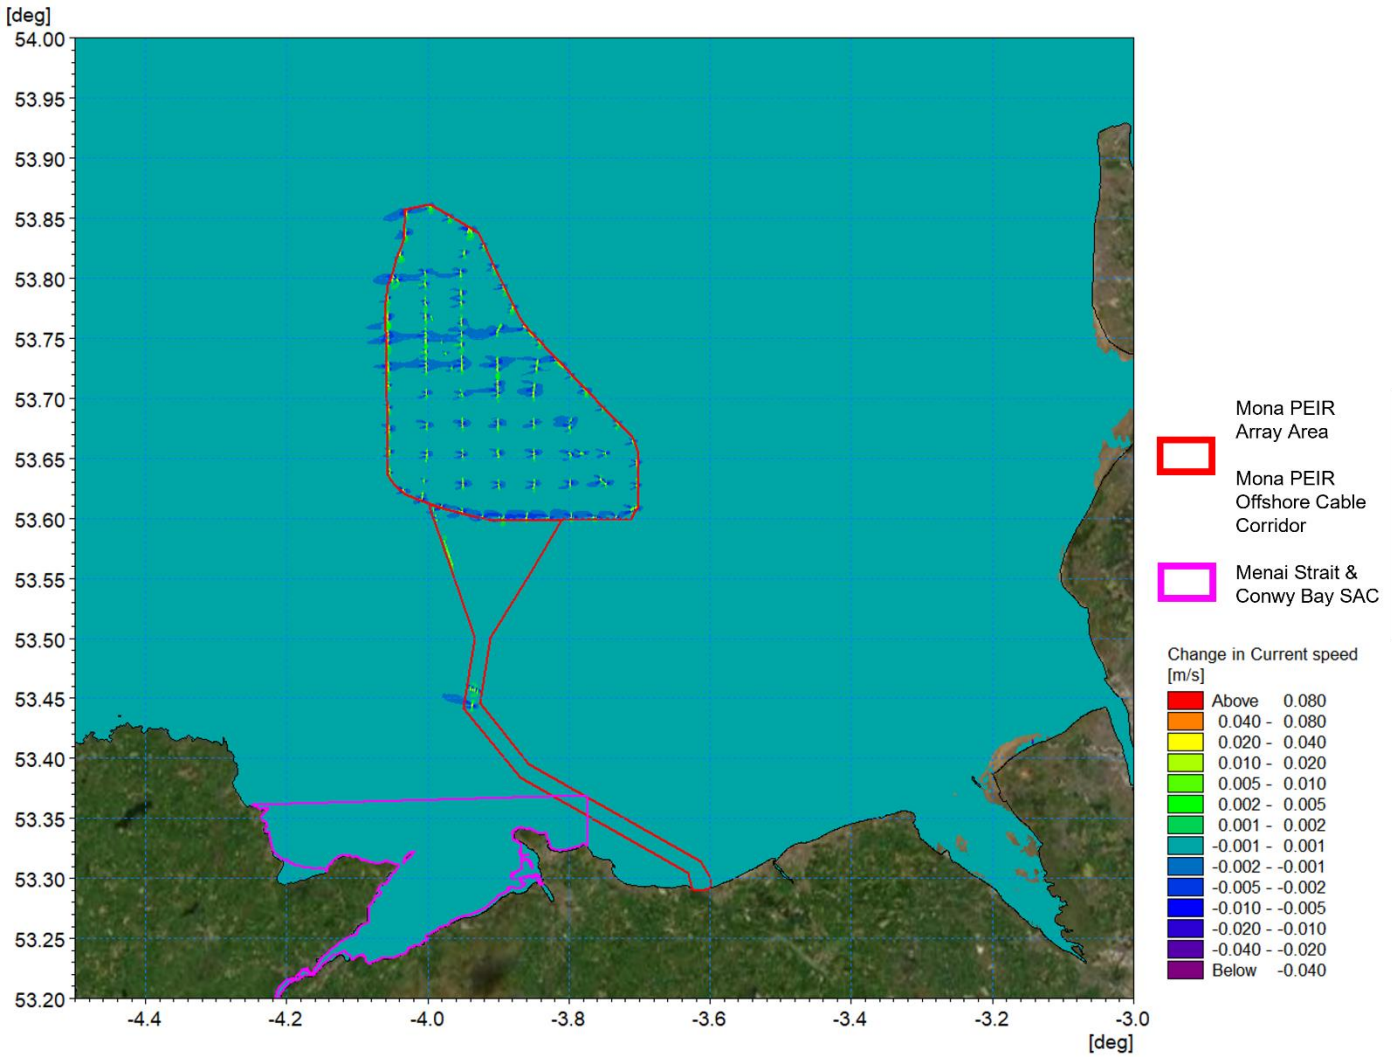 [deg]
54.00
53.95
53.90
53.85
53.80
53.75
53.70
53.65
53.60
53.55
53.50
53.45
53.40
53.35
53.30
53.25
53.20
-4.4 -4.2 -4.0 -3.8 -3.6 -3.4 -3.2 -3.0
[deg]
Mona PEIR
Array Area
Mona PEIR
Offshore Cable
Corridor
Menai Strait &
Conwy Bay SAC
Change in Current speed
[m/s]
Above 0.080
0.040 - 0.080
0.020 - 0.040
0.010 - 0.020
0.005 - 0.010
0.002 - 0.005
0.001 - 0.002
-0.001 - 0.001
-0.002 - -0.001
-0.005 - -0.002
-0.010 - -0.005
-0.020 - -0.010
-0.040 - -0.020
Below -0.040